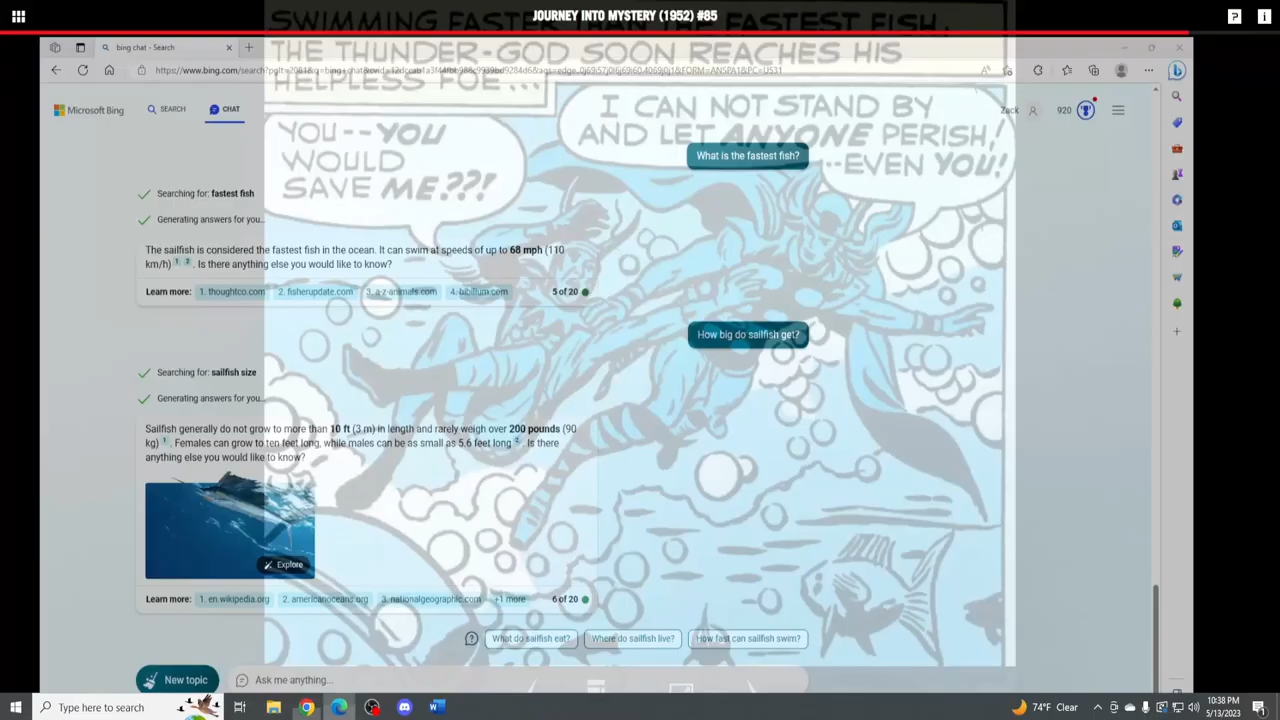 JOURNEY INTO MYSTERY (1952) #85
SWIMMING FASTER THAN THE FASTEST FISH,
THE THUNDER-GOD SOON REACHES HIS
HELPLESS FOE...
bing chat - Search
Microsoft Bing
SEARCH
CHAT
Zack
920
YOU--YOU
WOULD
SAVE ME???!
I CAN NOT STAND BY
AND LET ANYONE PERISH!
--EVEN YOU!
What is the fastest fish?
Searching for: fastest fish
Generating answers for you...
The sailfish is considered the fastest fish in the ocean. It can swim at speeds of up to 68 mph (110
km/h) 1 2 . Is there anything else you would like to know?
Learn more: 1. thoughtco.com 2. fisherupdate.com 3. a-z-animals.com 4. bibillum.com 5 of 20
How big do sailfish get?
Searching for: sailfish size
Generating answers for you...
Sailfish generally do not grow to more than 10 ft (3 m) in length and rarely weigh over 200 pounds (90
kg) 1 . Females can grow to ten feet long, while males can be as small as 5.6 feet long 2 . Is there
anything else you would like to know?
Explore
Learn more: 1. en.wikipedia.org 2. americanoceans.org 3. nationalgeographic.com +1 more 6 of 20
What do sailfish eat? Where do sailfish live? How fast can sailfish swim?
New topic
Ask me anything...
Type here to search
74°F Clear
10:38 PM
5/13/2023